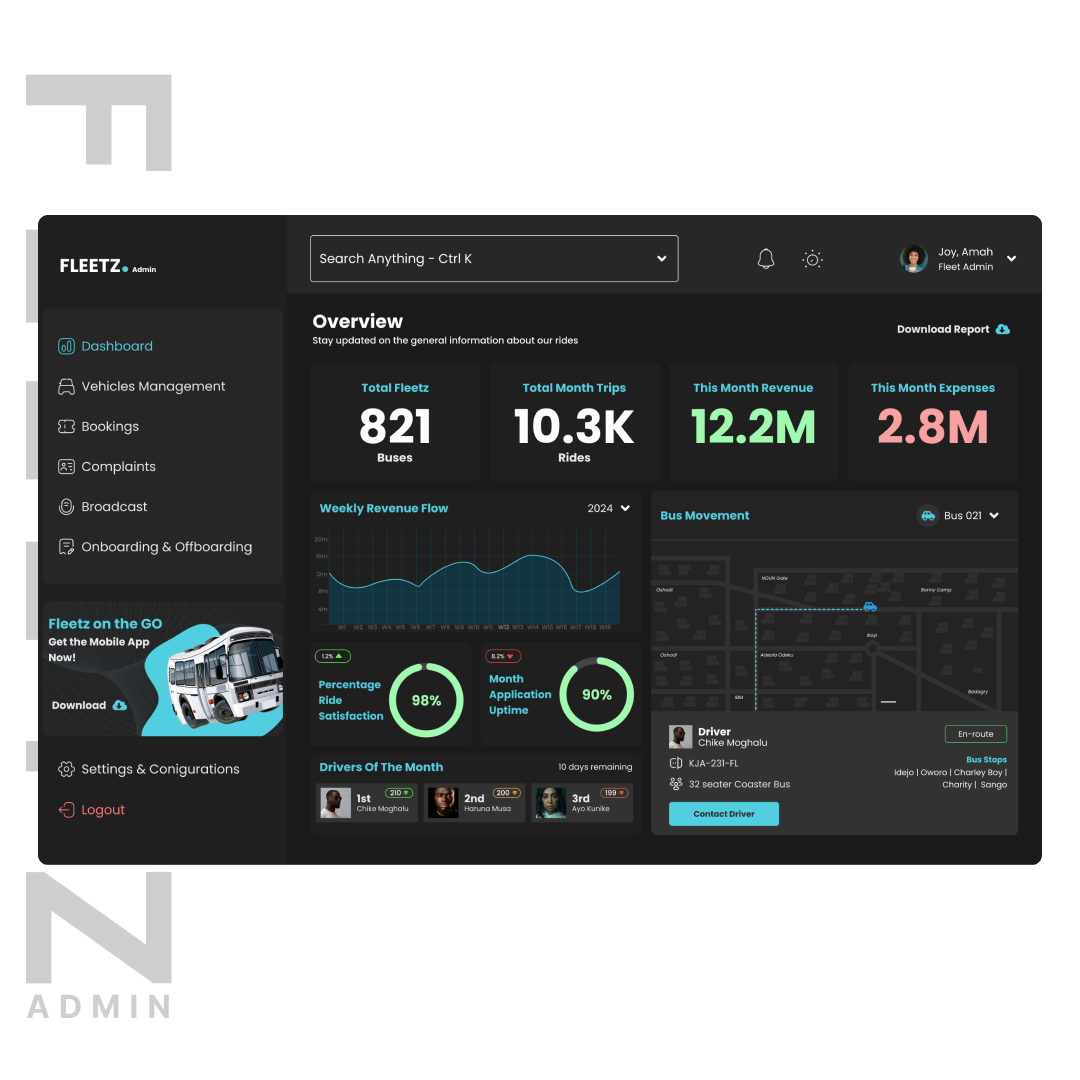 F
FLEETZ. Admin
Search Anything - Ctrl K
Joy, Amah
Fleet Admin
Dashboard
Vehicles Management
Bookings
Complaints
Broadcast
Onboarding & Offboarding
Fleetz on the GO
Get the Mobile App
Now!
Download
Settings & Conigurations
Logout
Overview
Stay updated on the general information about our rides
Download Report
Total Fleetz
821
Buses
Total Month Trips
10.3K
Rides
This Month Revenue
12.2M
This Month Expenses
2.8M
Weekly Revenue Flow
2024
20m
16m
12m
8m
4m
W1 W2 W3 W4 W5 W6 W7 W8 W9 W10 W11 W12 W13 W14 W15 W16 W17 W18 W19
1.2%
Percentage
Ride
Satisfaction
98%
8.2%
Month
Application
Uptime
90%
Drivers Of The Month
10 days remaining
1st
210
Chike Moghalu
2nd
200
Haruna Musa
3rd
199
Ayo Kunike
Bus Movement
Bus 021
NOUN Gate
Oshodi
Bonny Camp
Ikoyi
Oshodi
Adeola Odeku
Badagry
Driver
Chike Moghalu
En-route
KJA-231-FL
32 seater Coaster Bus
Bus Stops
Idejo | Oworo | Charley Boy |
Charity | Sango
Contact Driver
Z
ADMIN